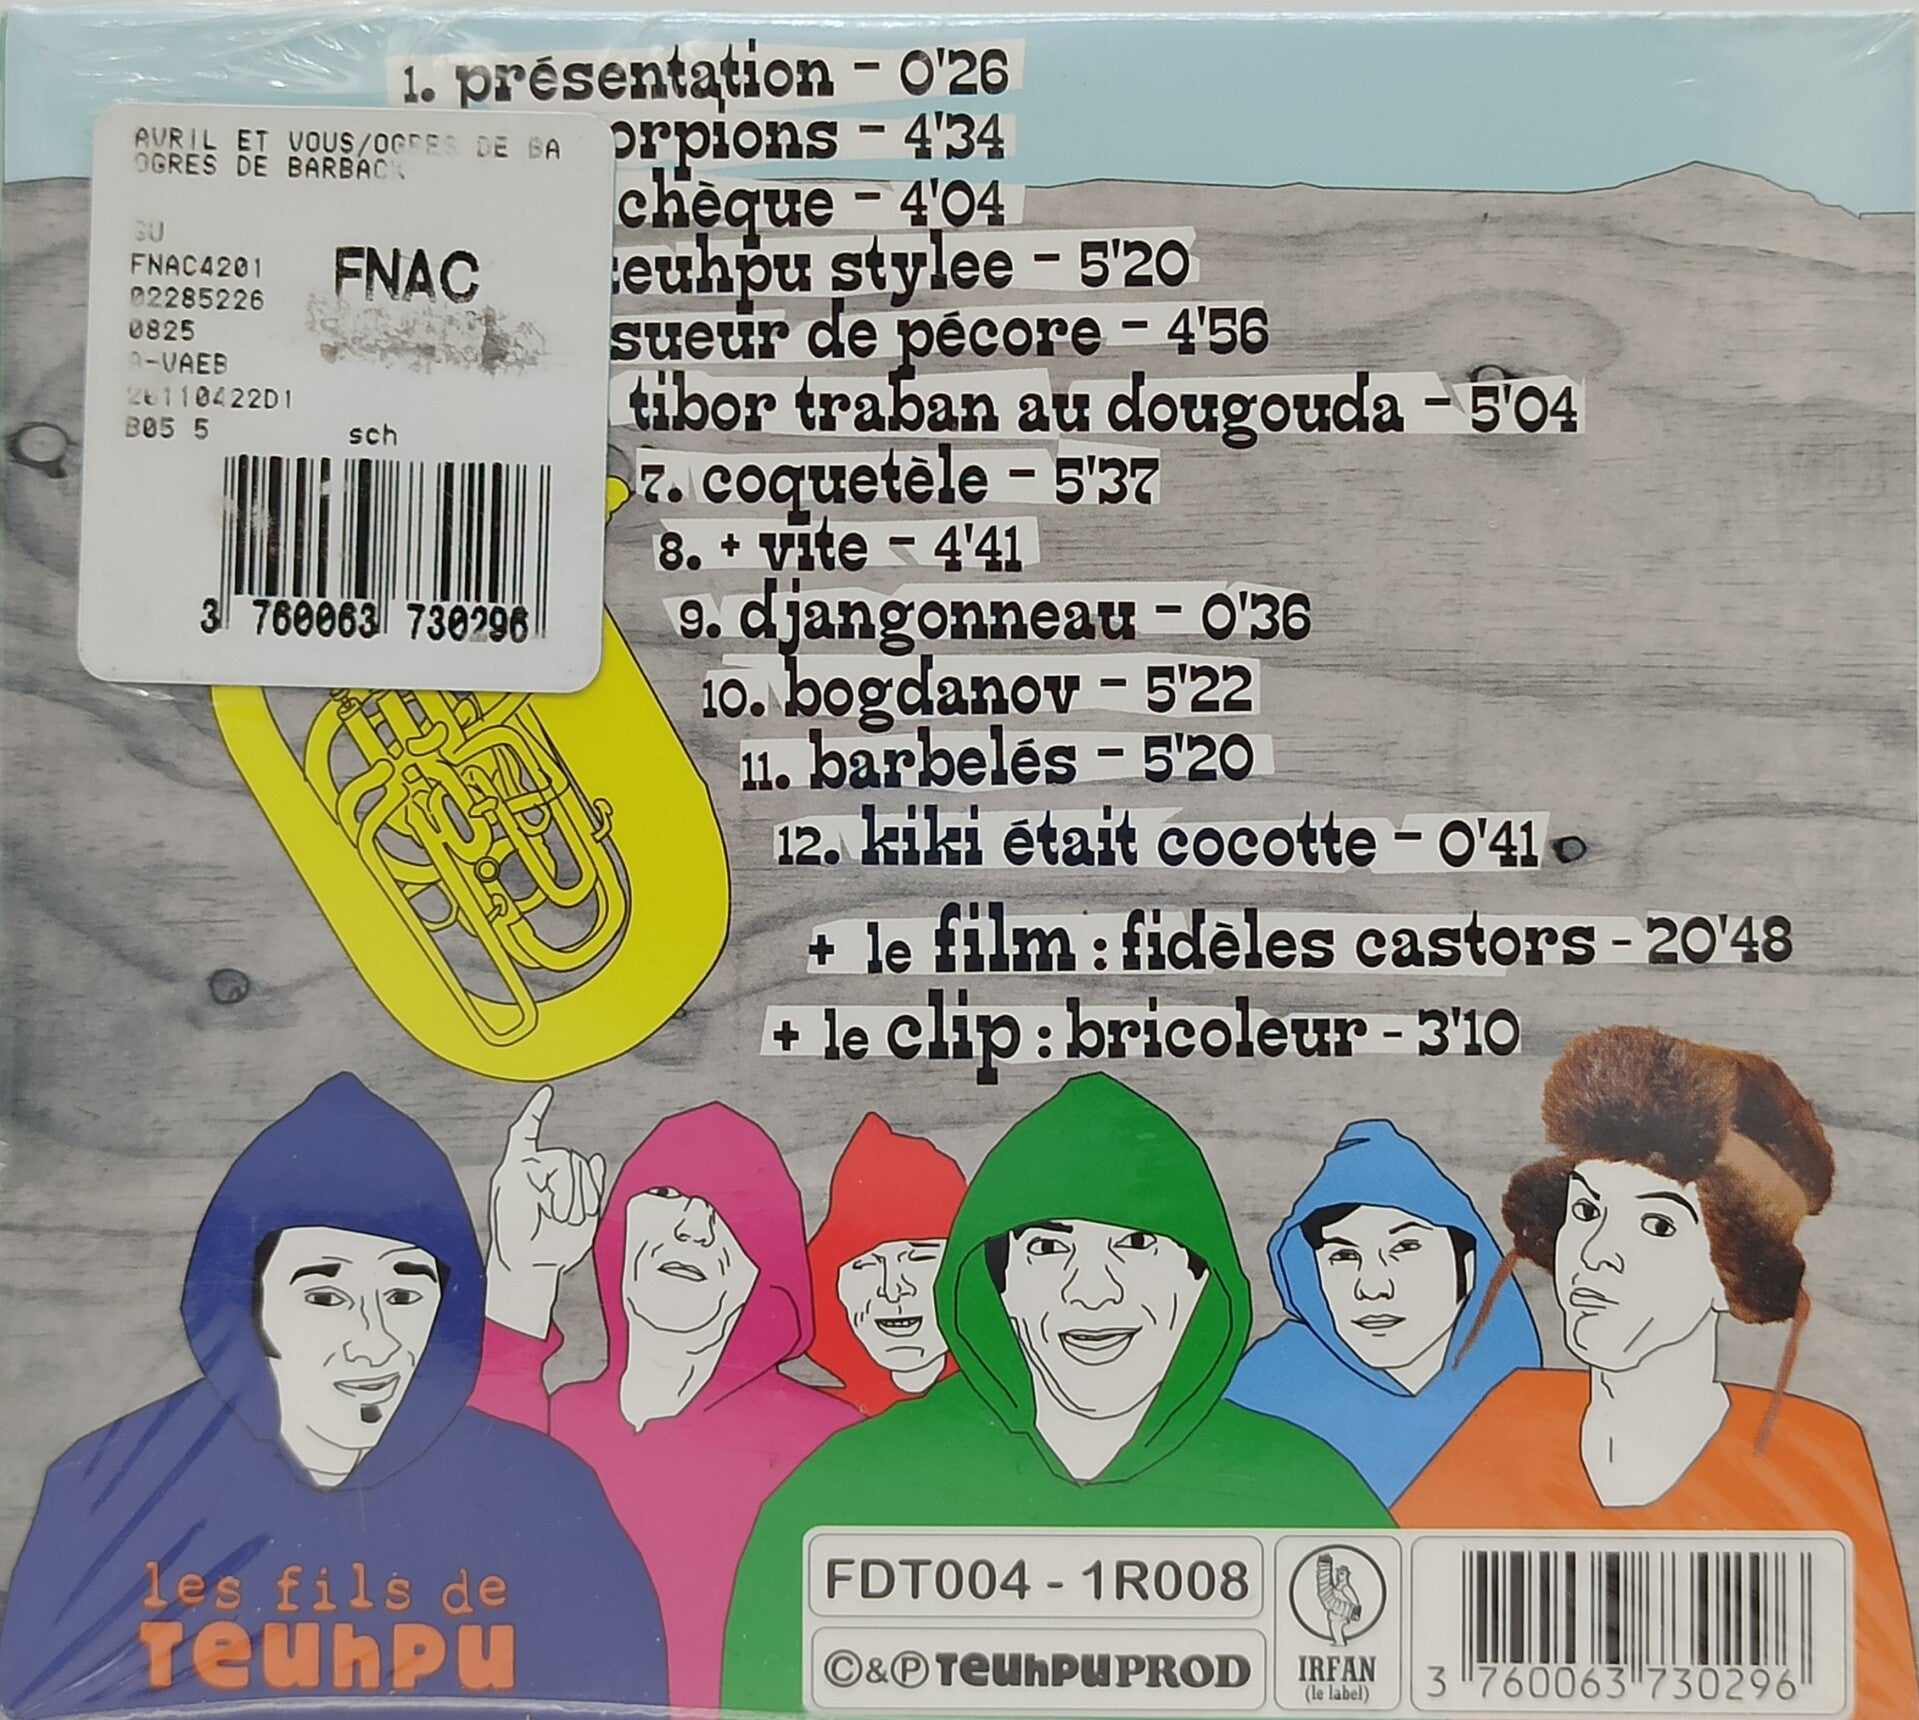 1. présentation - 0'26
orpions - 4'34
chèque - 4'04
teuhpu stylee - 5'20
sueur de pécore - 4'56
tibor traban au dougouda - 5'04
7. coquetèle - 5'37
8. + vite - 4'41
9. djangonneau - 0'36
10. bogdanov - 5'22
11. barbelés - 5'20
12. kiki était cocotte - 0'41
+ le film : fidèles castors - 20'48
+ le clip : bricoleur - 3'10
AVRIL ET VOUS/OGRES DE BA
OGRES DE BARBACK
FNAC4201
FNAC
02285226
0825
A-VAEB
26110422D1
B05 5
sch
3 760063 730296
les fils de
TEUHPU
FDT004 - 1R008
©&℗ TEUHPUPROD
IRFAN
(le label)
3 760063 730296